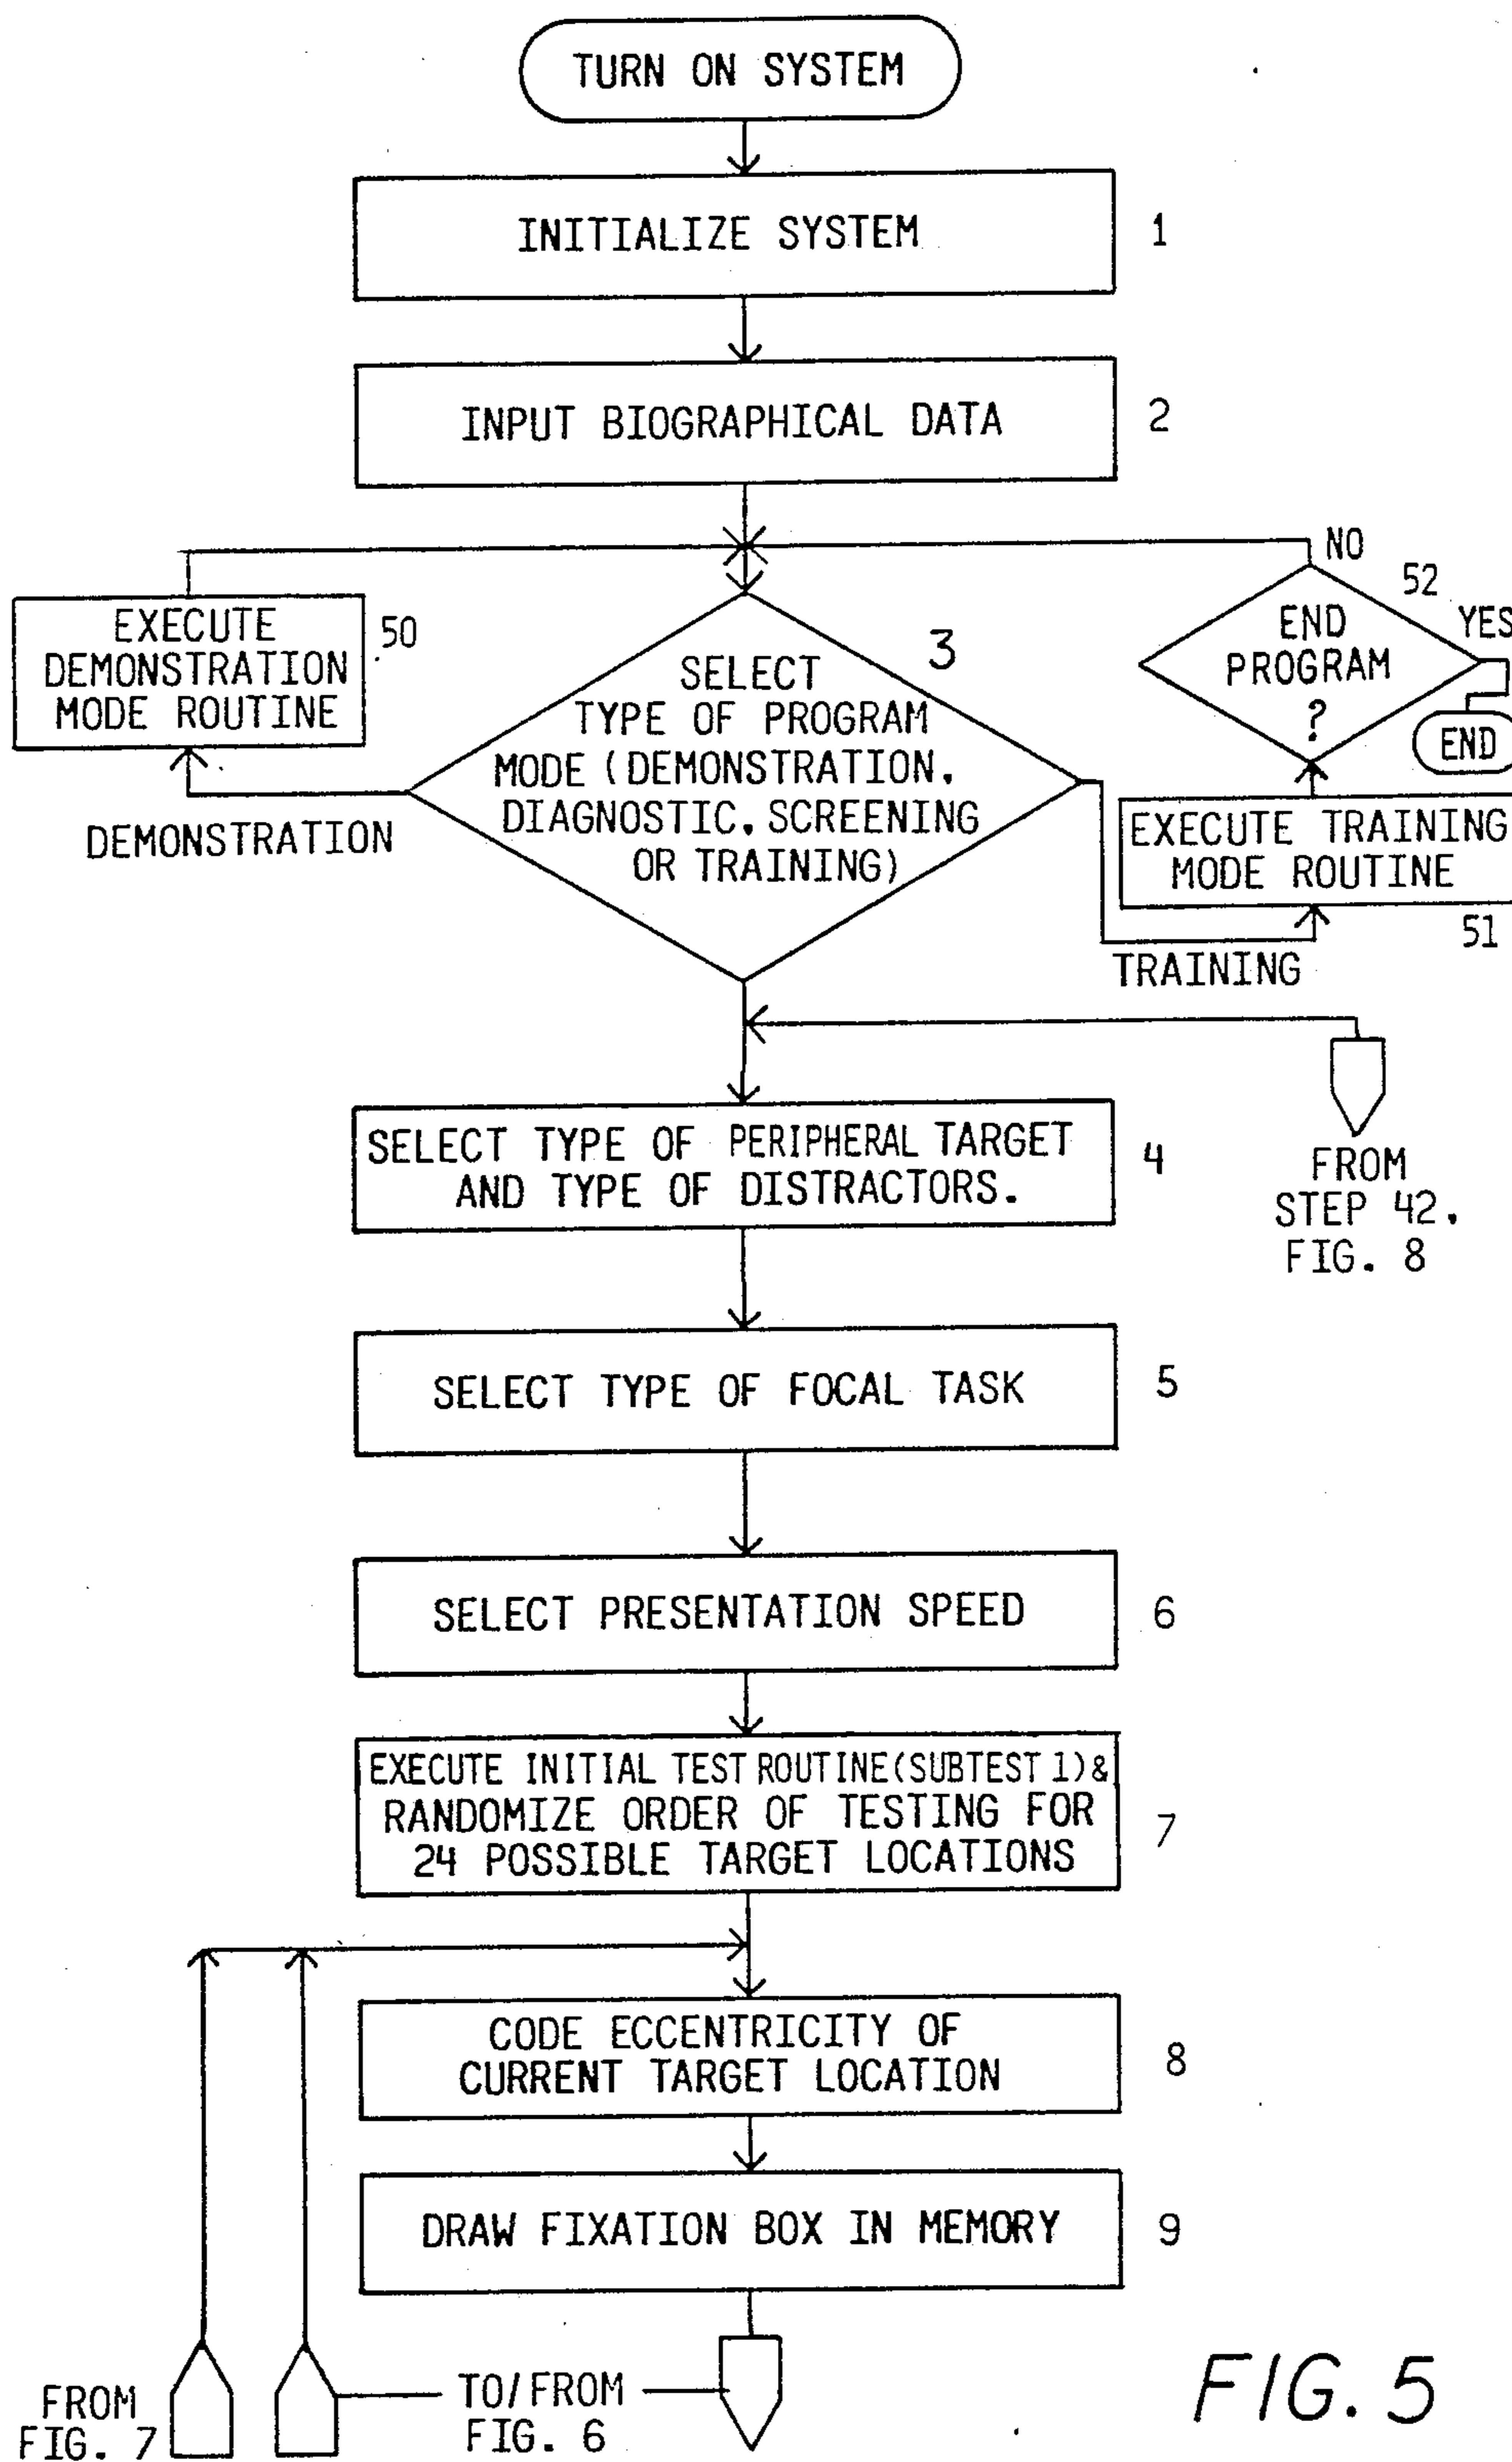 TURN ON SYSTEM
INITIALIZE SYSTEM
1
INPUT BIOGRAPHICAL DATA
2
NO
52
EXECUTE
DEMONSTRATION
MODE ROUTINE
50
3
SELECT
TYPE OF PROGRAM
MODE (DEMONSTRATION,
DIAGNOSTIC, SCREENING
OR TRAINING)
END
PROGRAM
?
YES
END
DEMONSTRATION
EXECUTE TRAINING
MODE ROUTINE
51
TRAINING
SELECT TYPE OF PERIPHERAL TARGET
AND TYPE OF DISTRACTORS.
4
FROM
STEP 42,
FIG. 8
SELECT TYPE OF FOCAL TASK
5
SELECT PRESENTATION SPEED
6
EXECUTE INITIAL TEST ROUTINE(SUBTEST 1)&
RANDOMIZE ORDER OF TESTING FOR
24 POSSIBLE TARGET LOCATIONS
7
CODE ECCENTRICITY OF
CURRENT TARGET LOCATION
8
DRAW FIXATION BOX IN MEMORY
9
FROM
FIG. 7
TO/FROM
FIG. 6
FIG. 5